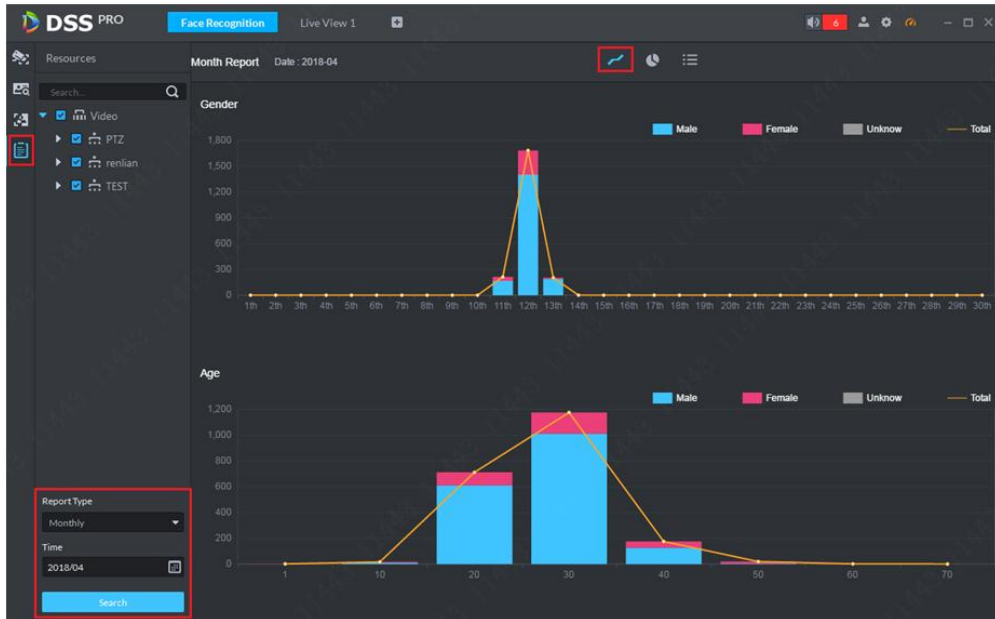 DSS PRO Face Recognition Live View 1 6
Resources
Month Report Date : 2018-04
Search...
Video
PTZ
renlian
TEST
Gender
Male Female Unknow Total
1,800
1,500
1,200
900
600
300
0
1th 2th 3th 4th 5th 6th 7th 8th 9th 10th 11th 12th 13th 14th 15th 16th 17th 18th 19th 20th 21th 22th 23th 24th 25th 26th 27th 28th 29th 30th
Age
Male Female Unknow Total
1,200
1,000
800
600
400
200
0
1 10 20 30 40 50 60 70
Report Type
Monthly
Time
2018/04
Search